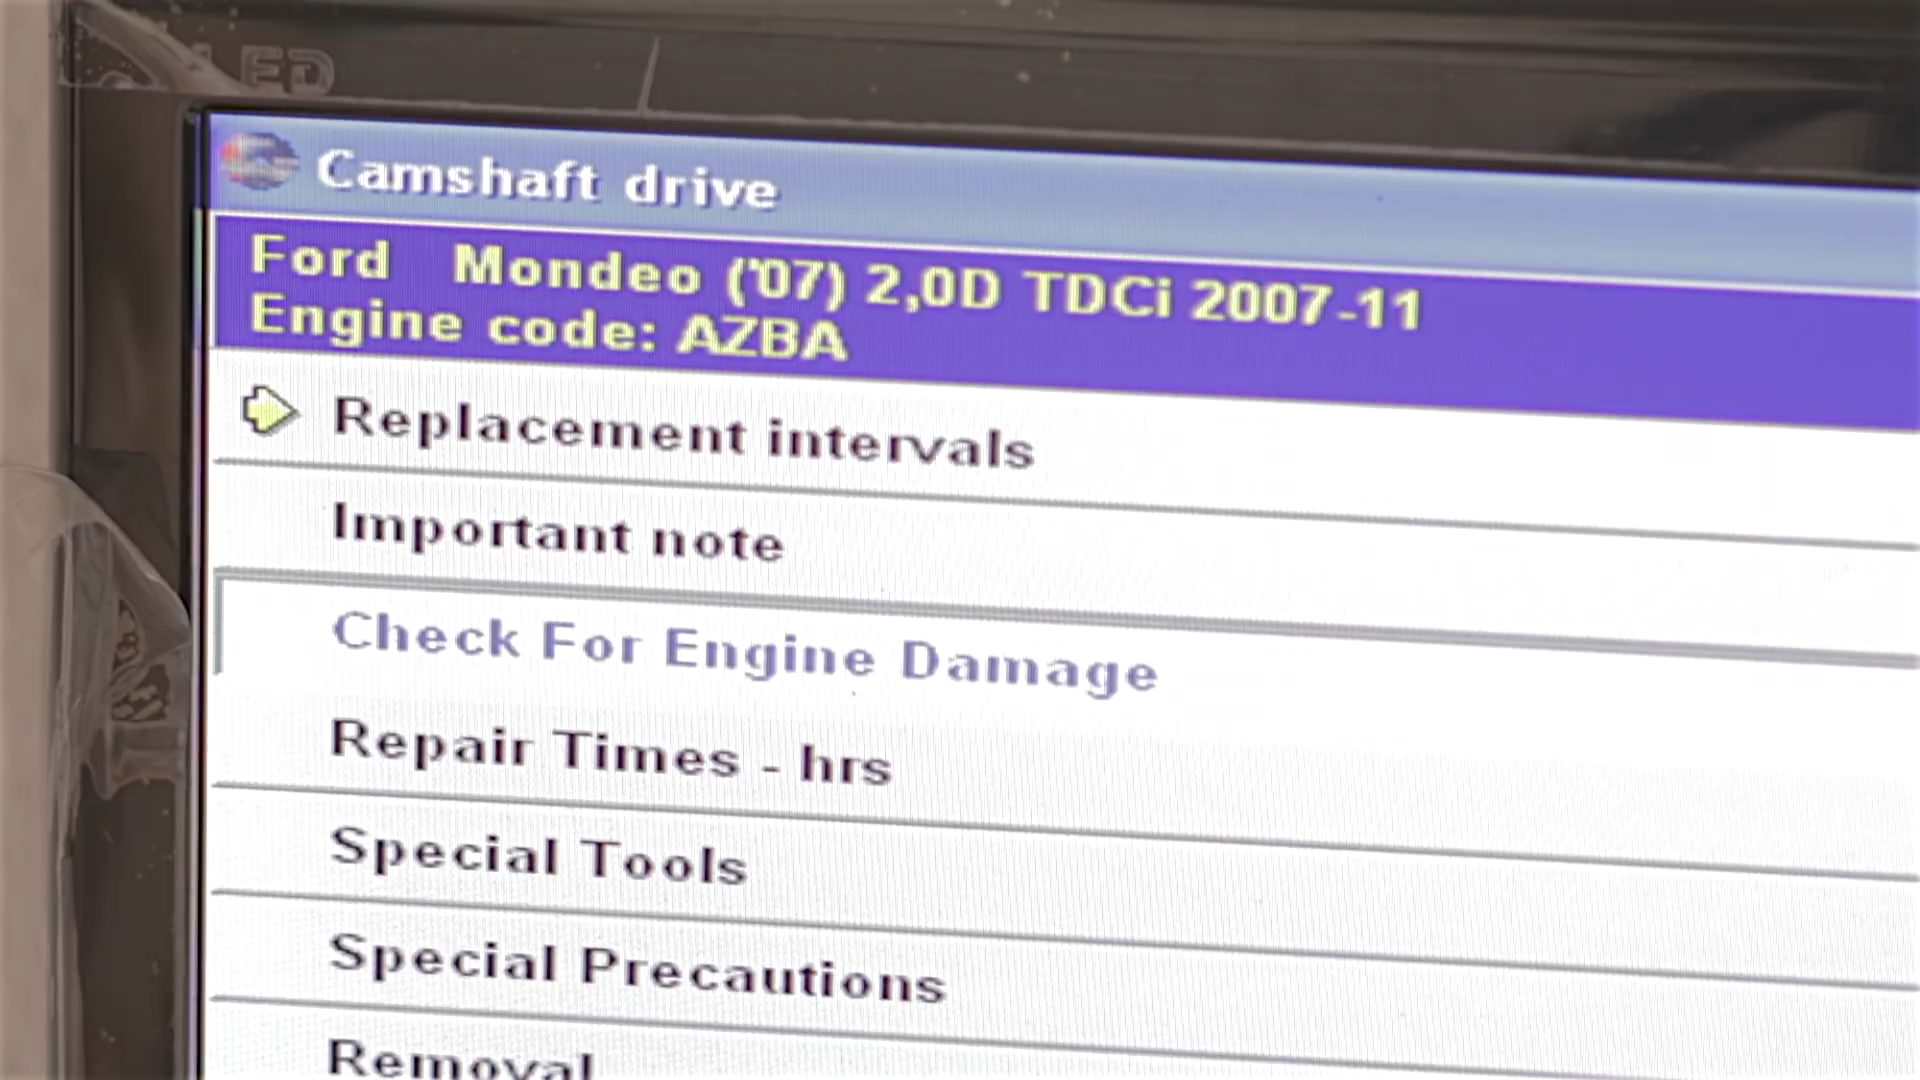 LED
Camshaft drive
Ford Mondeo ('07) 2,0D TDCi 2007-11
Engine code: AZBA
Replacement intervals
Important note
Check For Engine Damage
Repair Times - hrs
Special Tools
Special Precautions
Removal